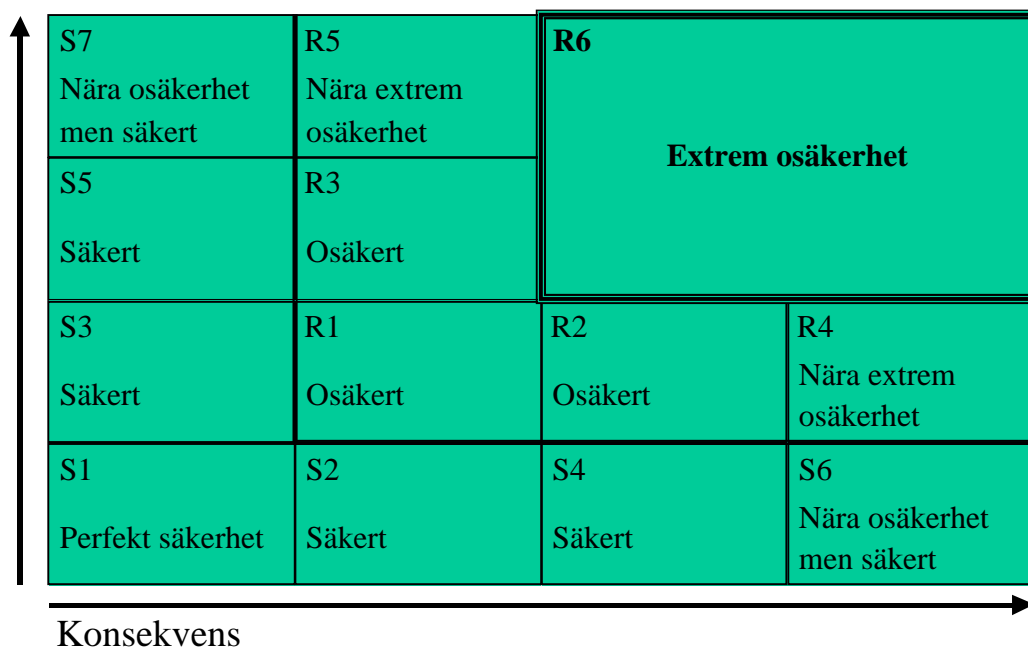 S7
Nära osäkerhet
men säkert
R5
Nära extrem
osäkerhet
R6
Extrem osäkerhet
S5
Säkert
R3
Osäkert
S3
Säkert
R1
Osäkert
R2
Osäkert
R4
Nära extrem
osäkerhet
S1
Perfekt säkerhet
S2
Säkert
S4
Säkert
S6
Nära osäkerhet
men säkert
Konsekvens